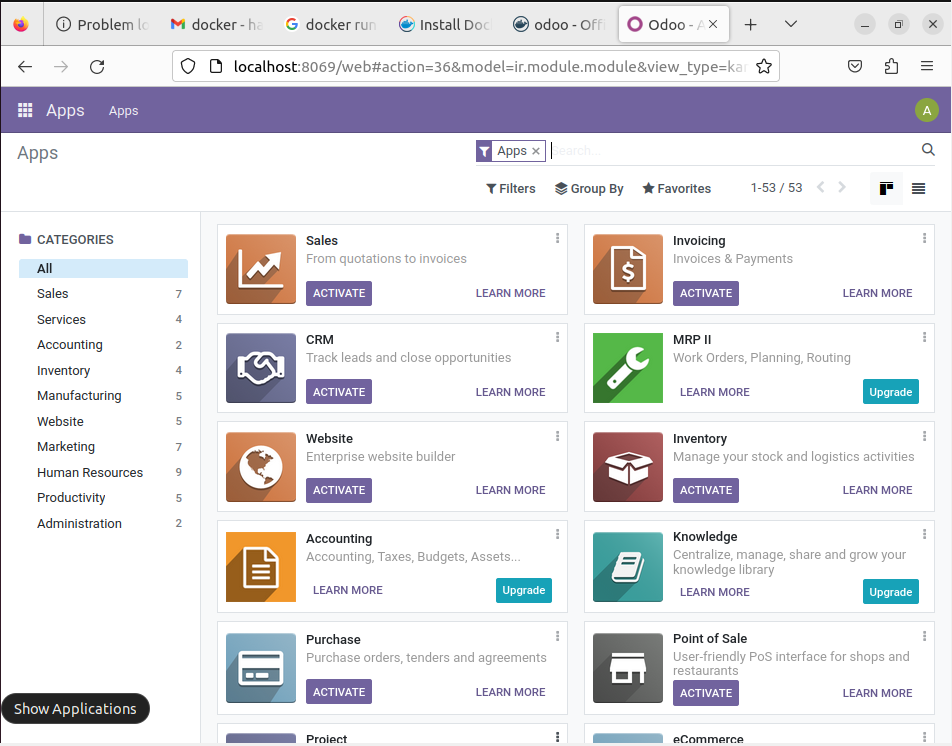 Problem lo
docker - ha
docker run
Install Doc
odoo - Offi
Odoo - A
localhost:8069/web#action=36&model=ir.module.module&view_type=kan
Apps
Apps
A
Apps
Apps
Search...
Filters
Group By
Favorites
1-53 / 53
CATEGORIES
All
Sales 7
Services 4
Accounting 2
Inventory 4
Manufacturing 5
Website 5
Marketing 7
Human Resources 9
Productivity 5
Administration 2
Sales
From quotations to invoices
ACTIVATE
LEARN MORE
Invoicing
Invoices & Payments
ACTIVATE
LEARN MORE
CRM
Track leads and close opportunities
ACTIVATE
LEARN MORE
MRP II
Work Orders, Planning, Routing
LEARN MORE
Upgrade
Website
Enterprise website builder
ACTIVATE
LEARN MORE
Inventory
Manage your stock and logistics activities
ACTIVATE
LEARN MORE
Accounting
Accounting, Taxes, Budgets, Assets...
LEARN MORE
Upgrade
Knowledge
Centralize, manage, share and grow your
knowledge library
LEARN MORE
Upgrade
Purchase
Purchase orders, tenders and agreements
ACTIVATE
LEARN MORE
Point of Sale
User-friendly PoS interface for shops and
restaurants
ACTIVATE
LEARN MORE
Project
eCommerce
Show Applications